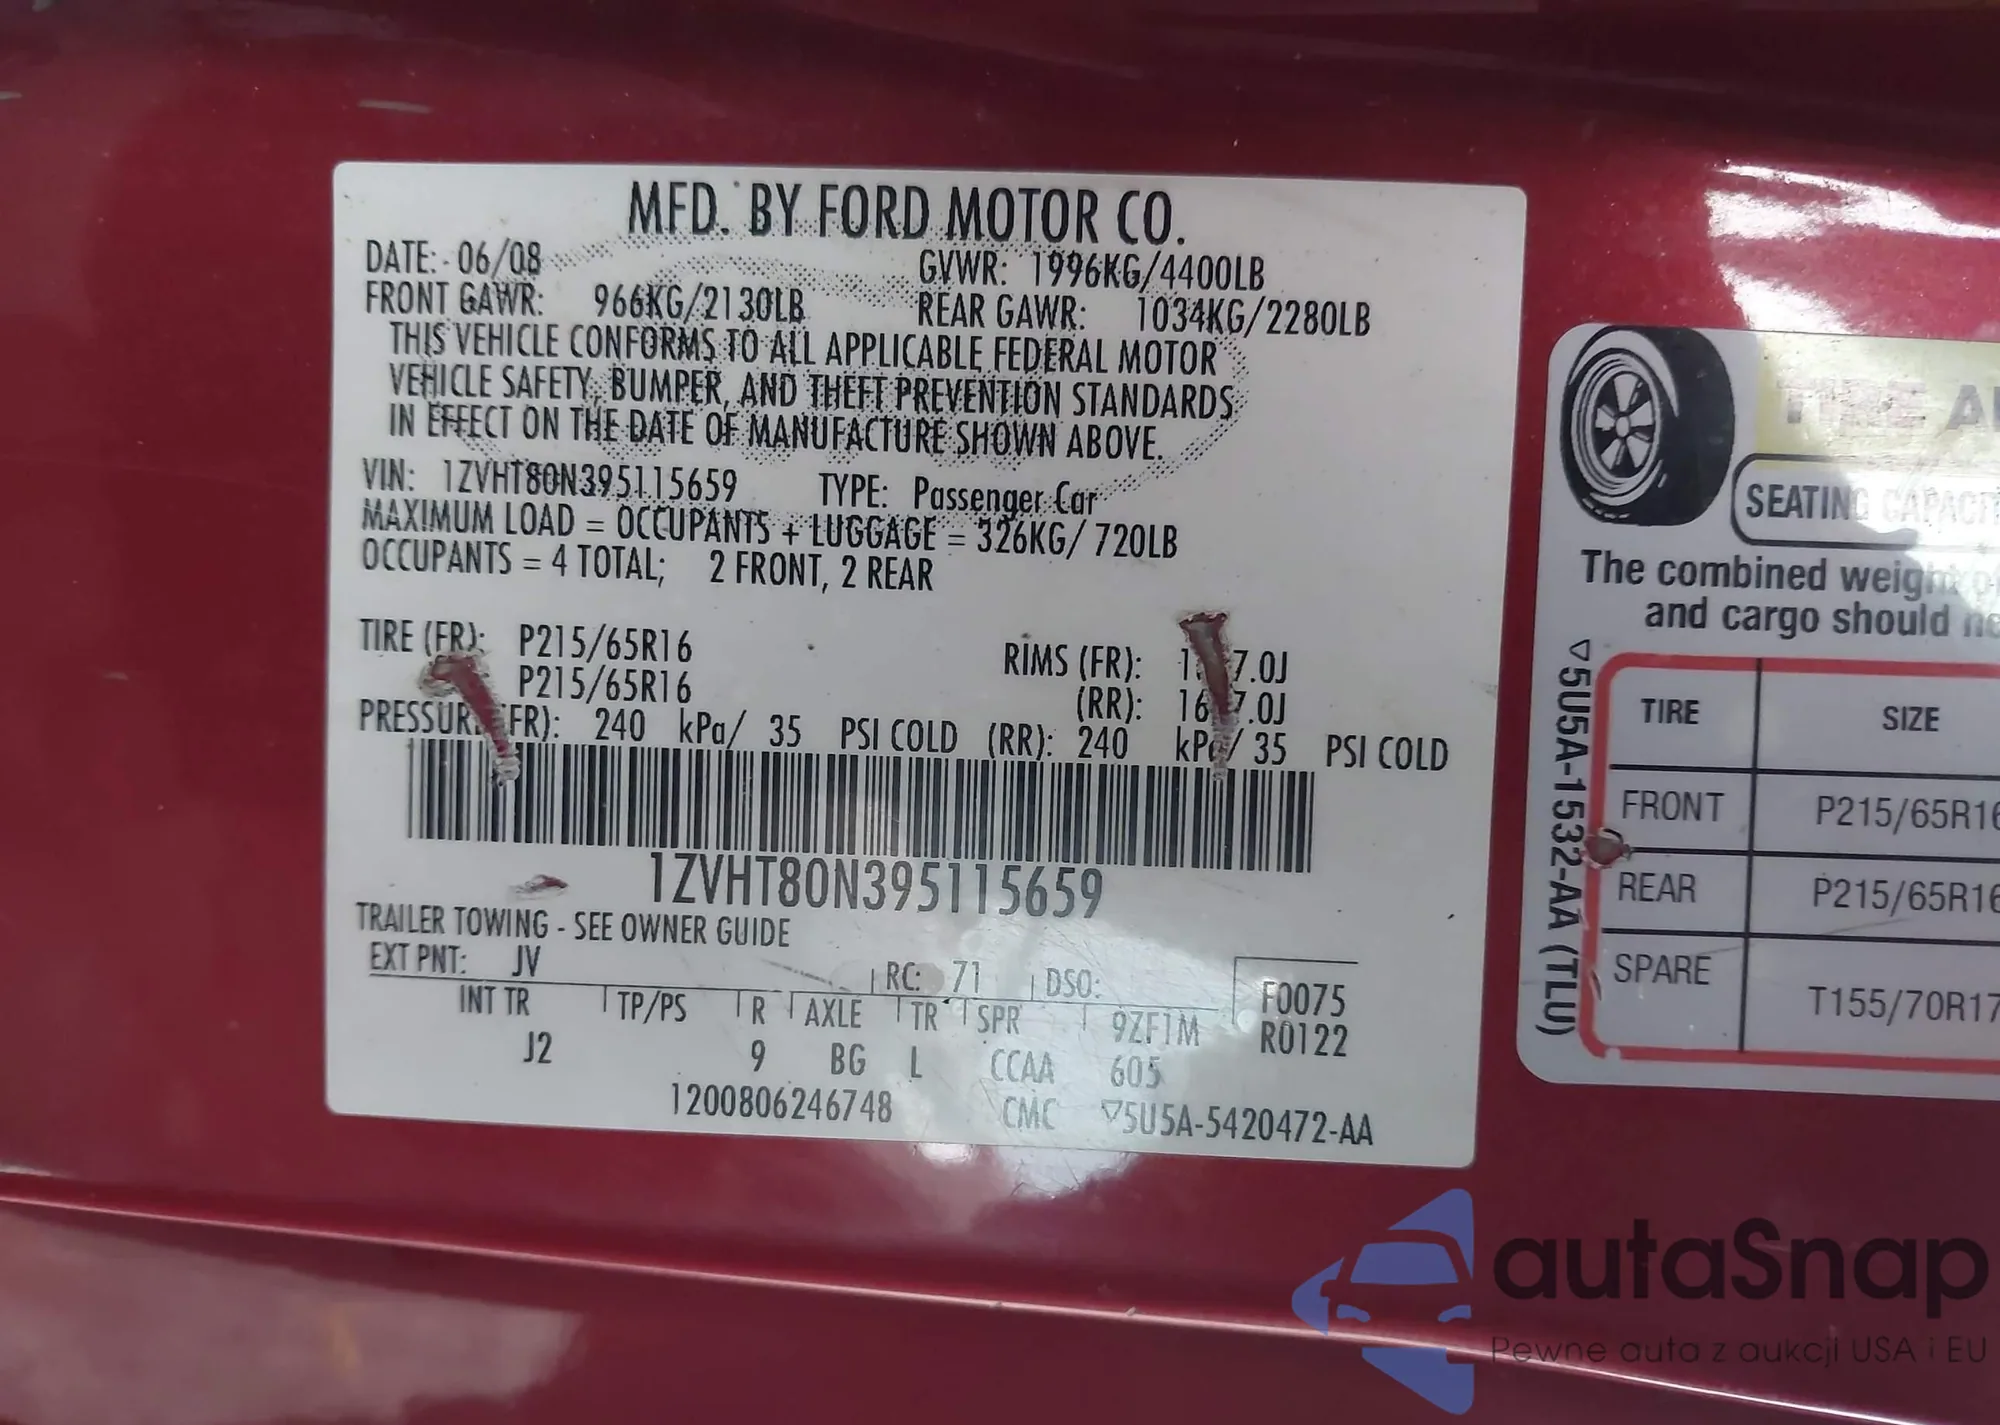 MFD. BY FORD MOTOR CO.
DATE: 06/08 GVWR: 1996KG/4400LB
FRONT GAWR: 966KG/2130LB REAR GAWR: 1034KG/2280LB
THIS VEHICLE CONFORMS TO ALL APPLICABLE FEDERAL MOTOR
VEHICLE SAFETY, BUMPER, AND THEFT PREVENTION STANDARDS
IN EFFECT ON THE DATE OF MANUFACTURE SHOWN ABOVE.
VIN: 1ZVHT80N395115659 TYPE: Passenger Car
MAXIMUM LOAD = OCCUPANTS + LUGGAGE = 326KG/ 720LB
OCCUPANTS = 4 TOTAL; 2 FRONT, 2 REAR
TIRE (FR): P215/65R16 RIMS (FR): 7.0J
P215/65R16 (RR): 16 7.0J
(FR): 240 kPa/ 35 PSI COLD (RR): 240 kPa/ 35 PSI COLD
1ZVHT80N395115659
TRAILER TOWING - SEE OWNER GUIDE
EXT PNT: JV RC: 71 DSO:
INT TR TP/PS R AXLE TR SPR 9ZF1M F0075
J2 9 BG L CCAA 605 R0122
1200806246748 CMC ▽5U5A-5420472-AA
TIRE
SEATING
The combined weight
and cargo should
▽5U5A-1532-AA (TLU)
TIRE SIZE
FRONT P215/65R16
REAR P215/65R16
SPARE T155/70R17
autaSnap
Pewne auta z aukcji USA i EU